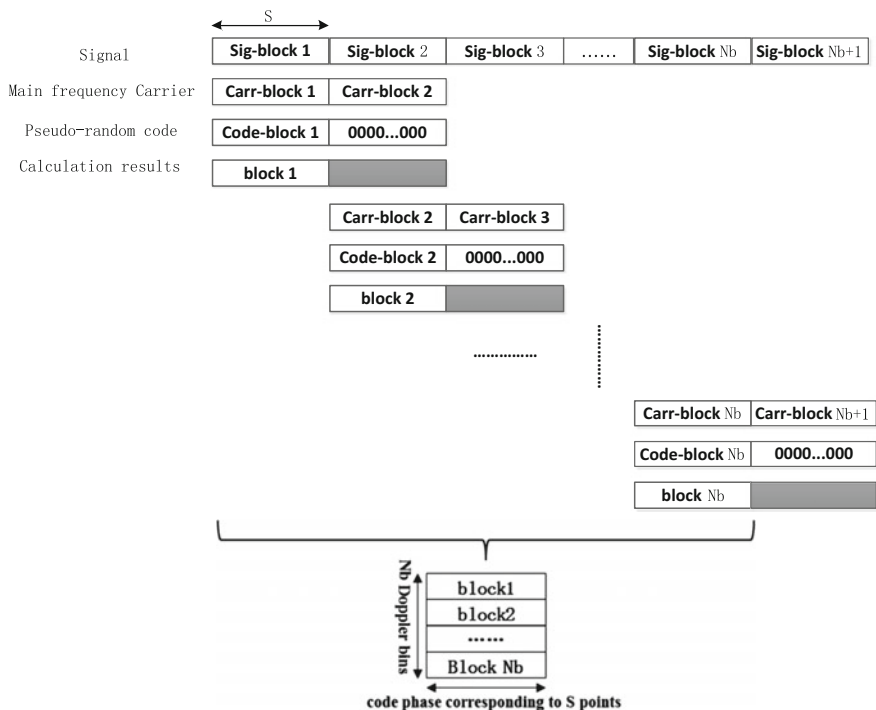 S
Signal Sig-block 1 Sig-block 2 Sig-block 3 ...... Sig-block Nb Sig-block Nb+1
Main frequency Carrier Carr-block 1 Carr-block 2
Pseudo-random code Code-block 1 0000...000
Calculation results block 1
Carr-block 2 Carr-block 3
Code-block 2 0000...000
block 2
...............
Carr-block Nb Carr-block Nb+1
Code-block Nb 0000...000
block Nb
Nb Doppler bins
block1
block2
......
Block Nb
code phase corresponding to S points